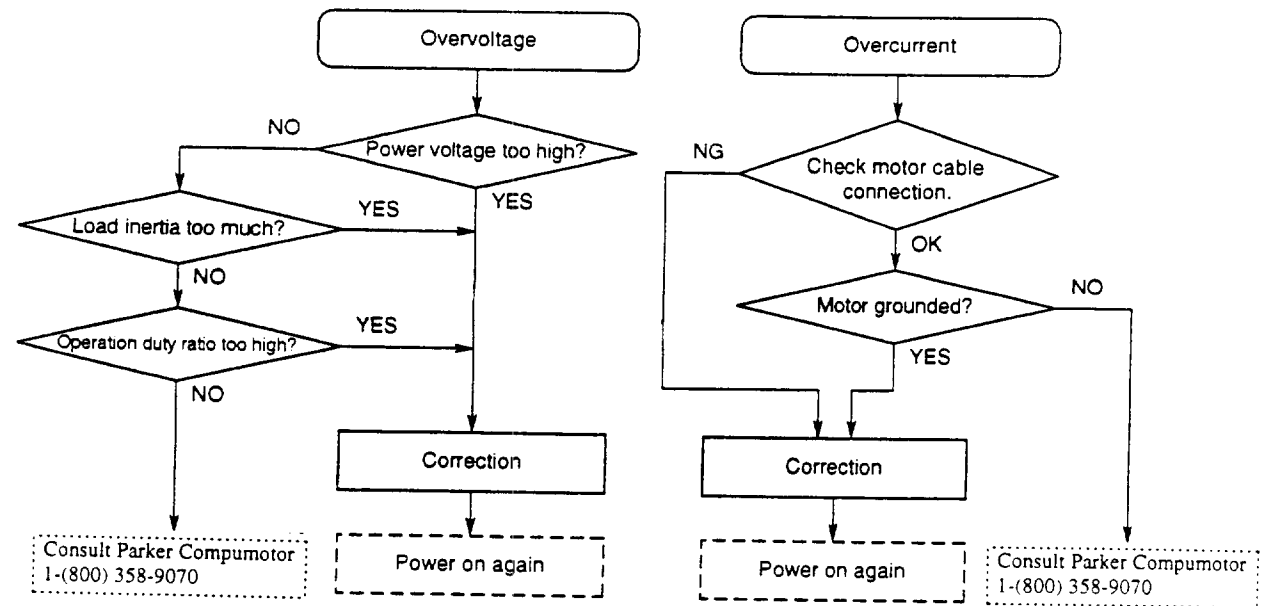 Overvoltage
NO
Power voltage too high?
YES
Load inertia too much?
YES
NO
Operation duty ratio too high?
YES
NO
Correction
Consult Parker Compumotor
1-(800) 358-9070
Power on again
Overcurrent
NG
Check motor cable
connection.
OK
Motor grounded?
NO
YES
Correction
Power on again
Consult Parker Compumotor
1-(800) 358-9070